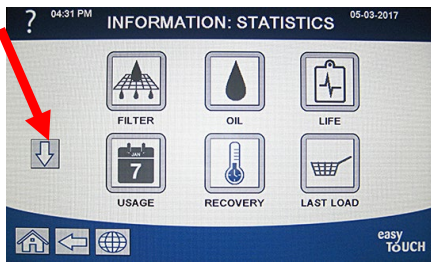 ? 04:31 PM INFORMATION: STATISTICS 05-03-2017
FILTER OIL LIFE
JAN
7
USAGE RECOVERY LAST LOAD
easy
TOUCH